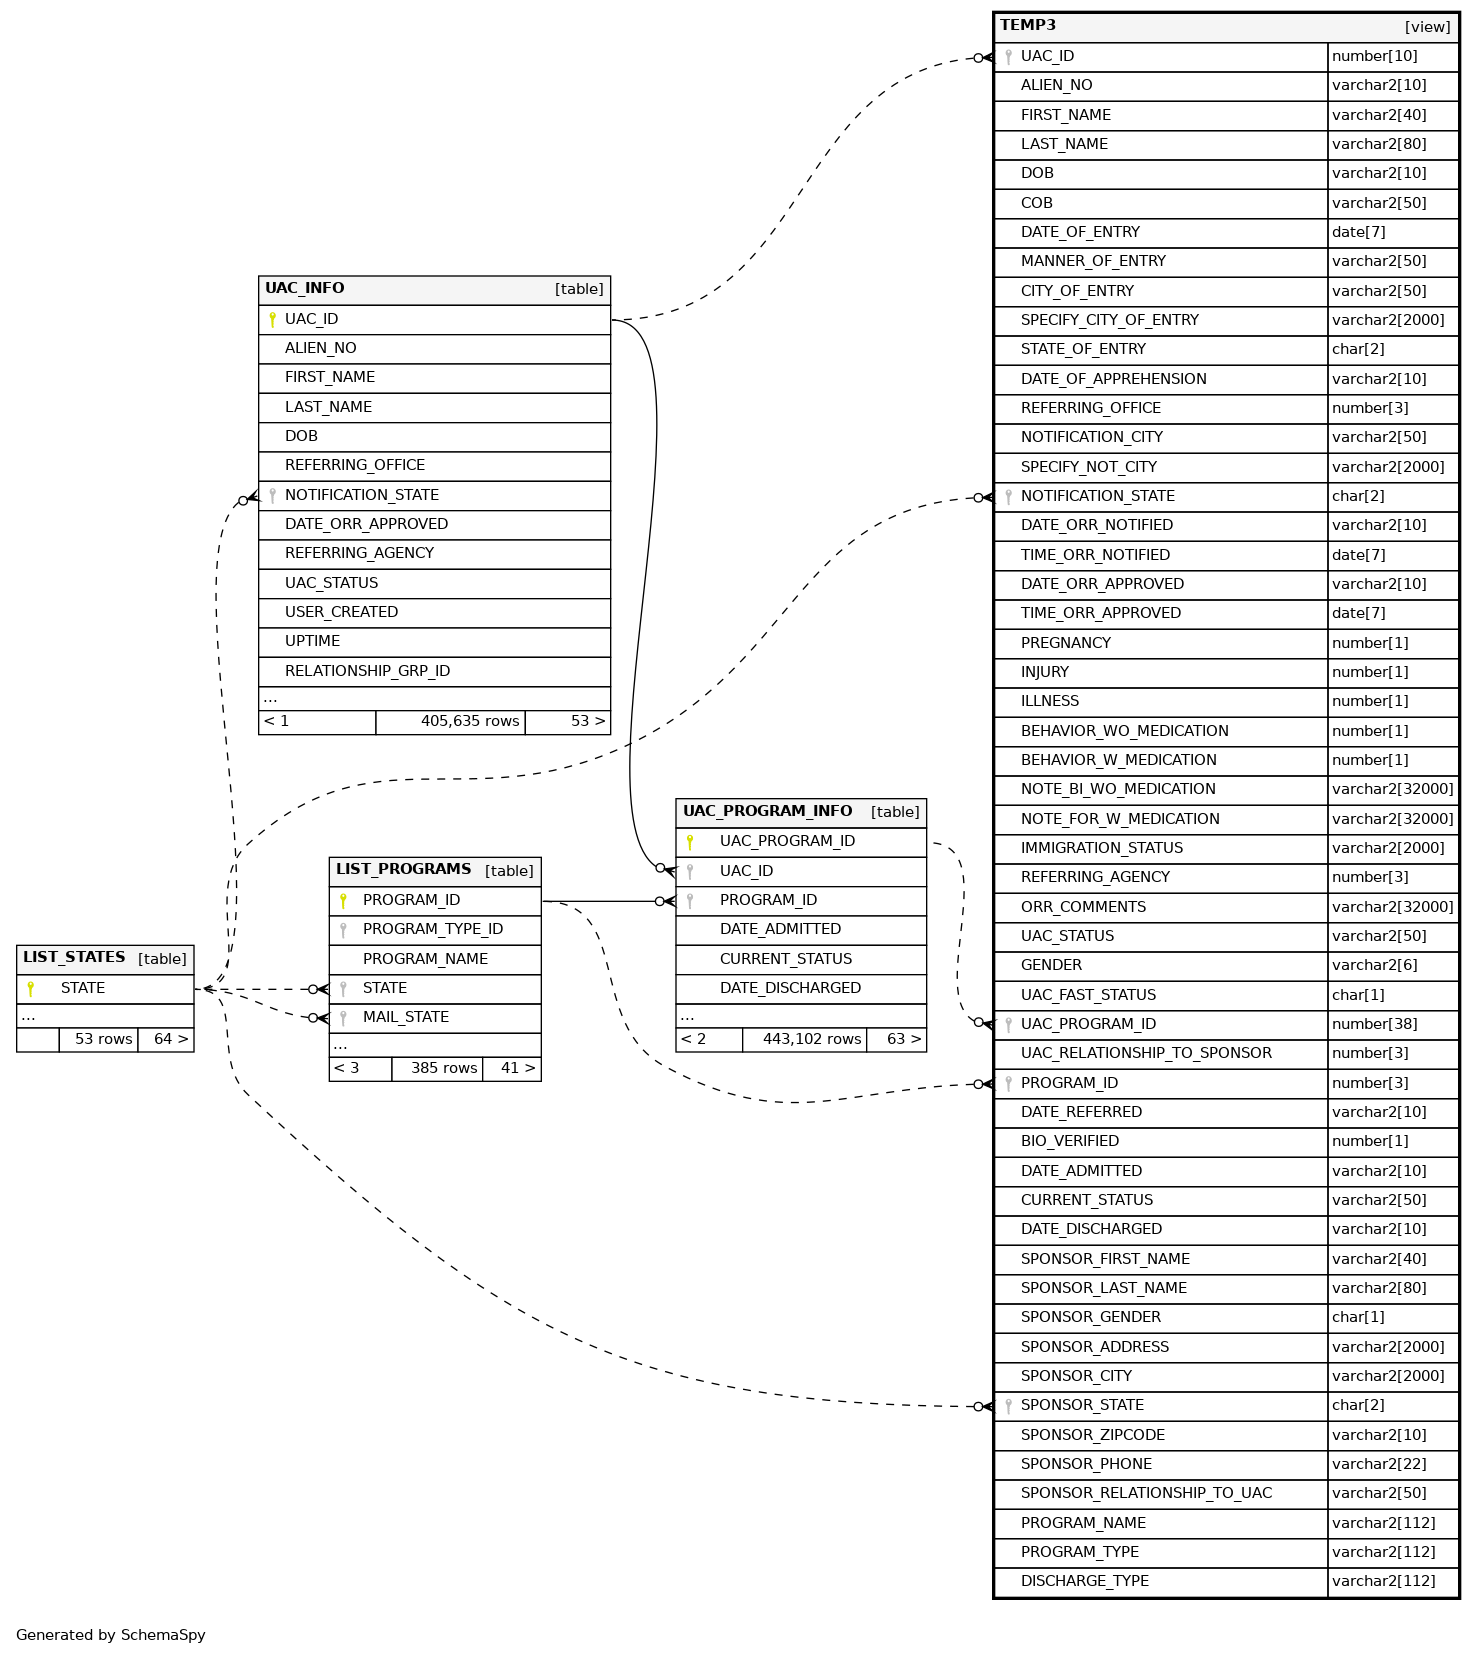 TEMP3 [view]
UAC_ID number[10]
ALIEN_NO varchar2[10]
FIRST_NAME varchar2[40]
LAST_NAME varchar2[80]
DOB varchar2[10]
COB varchar2[50]
DATE_OF_ENTRY date[7]
MANNER_OF_ENTRY varchar2[50]
CITY_OF_ENTRY varchar2[50]
SPECIFY_CITY_OF_ENTRY varchar2[2000]
STATE_OF_ENTRY char[2]
DATE_OF_APPREHENSION varchar2[10]
REFERRING_OFFICE number[3]
NOTIFICATION_CITY varchar2[50]
SPECIFY_NOT_CITY varchar2[2000]
NOTIFICATION_STATE char[2]
DATE_ORR_NOTIFIED varchar2[10]
TIME_ORR_NOTIFIED date[7]
DATE_ORR_APPROVED varchar2[10]
TIME_ORR_APPROVED date[7]
PREGNANCY number[1]
INJURY number[1]
ILLNESS number[1]
BEHAVIOR_WO_MEDICATION number[1]
BEHAVIOR_W_MEDICATION number[1]
NOTE_BI_WO_MEDICATION varchar2[32000]
NOTE_FOR_W_MEDICATION varchar2[32000]
IMMIGRATION_STATUS varchar2[2000]
REFERRING_AGENCY number[3]
ORR_COMMENTS varchar2[32000]
UAC_STATUS varchar2[50]
GENDER varchar2[6]
UAC_FAST_STATUS char[1]
UAC_PROGRAM_ID number[38]
UAC_RELATIONSHIP_TO_SPONSOR number[3]
PROGRAM_ID number[3]
DATE_REFERRED varchar2[10]
BIO_VERIFIED number[1]
DATE_ADMITTED varchar2[10]
CURRENT_STATUS varchar2[50]
DATE_DISCHARGED varchar2[10]
SPONSOR_FIRST_NAME varchar2[40]
SPONSOR_LAST_NAME varchar2[80]
SPONSOR_GENDER char[1]
SPONSOR_ADDRESS varchar2[2000]
SPONSOR_CITY varchar2[2000]
SPONSOR_STATE char[2]
SPONSOR_ZIPCODE varchar2[10]
SPONSOR_PHONE varchar2[22]
SPONSOR_RELATIONSHIP_TO_UAC varchar2[50]
PROGRAM_NAME varchar2[112]
PROGRAM_TYPE varchar2[112]
DISCHARGE_TYPE varchar2[112]
UAC_INFO [table]
UAC_ID
ALIEN_NO
FIRST_NAME
LAST_NAME
DOB
REFERRING_OFFICE
NOTIFICATION_STATE
DATE_ORR_APPROVED
REFERRING_AGENCY
UAC_STATUS
USER_CREATED
UPTIME
RELATIONSHIP_GRP_ID
...
< 1 405,635 rows 53 >
UAC_PROGRAM_INFO [table]
UAC_PROGRAM_ID
UAC_ID
PROGRAM_ID
DATE_ADMITTED
CURRENT_STATUS
DATE_DISCHARGED
...
< 2 443,102 rows 63 >
LIST_PROGRAMS [table]
PROGRAM_ID
PROGRAM_TYPE_ID
PROGRAM_NAME
STATE
MAIL_STATE
...
< 3 385 rows 41 >
LIST_STATES [table]
STATE
...
53 rows 64 >
Generated by SchemaSpy